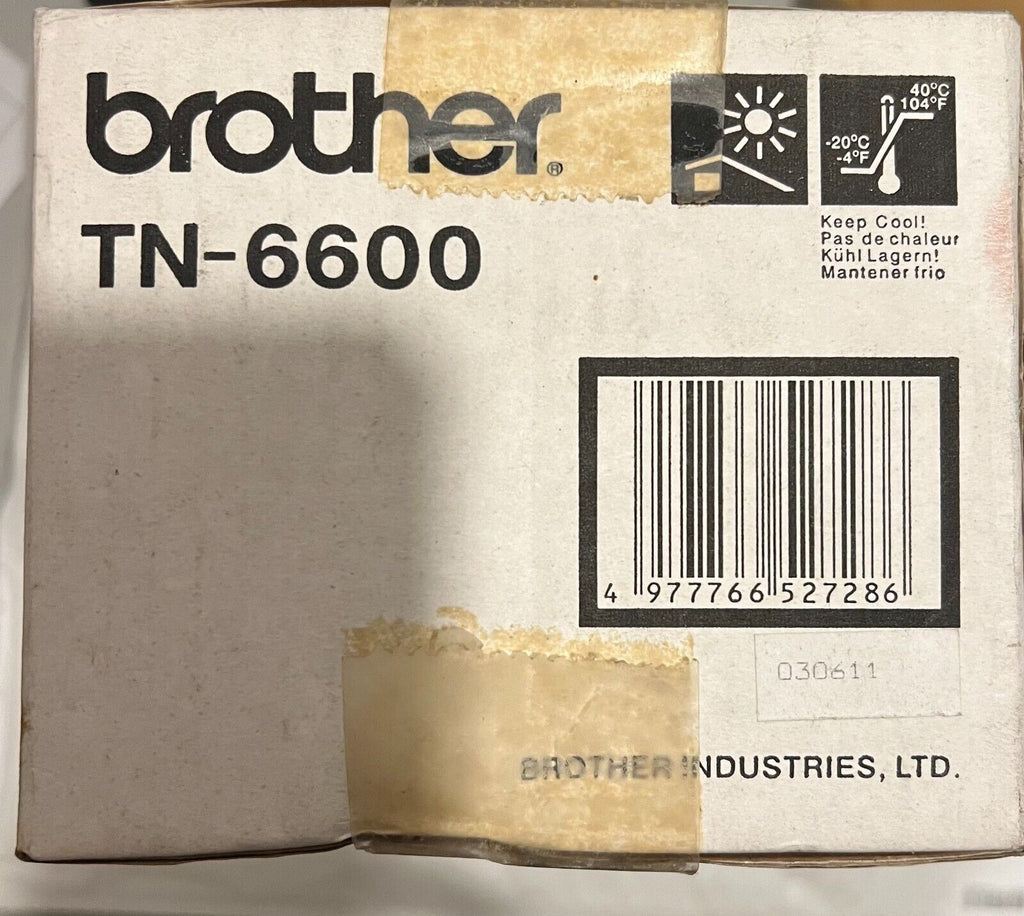 brother®
TN-6600
40°C
104°F
-20°C
-4°F
Keep Cool!
Pas de chaleur
Kühl Lagern!
Mantener frio
4 977766 527286
030611
BROTHER INDUSTRIES, LTD.